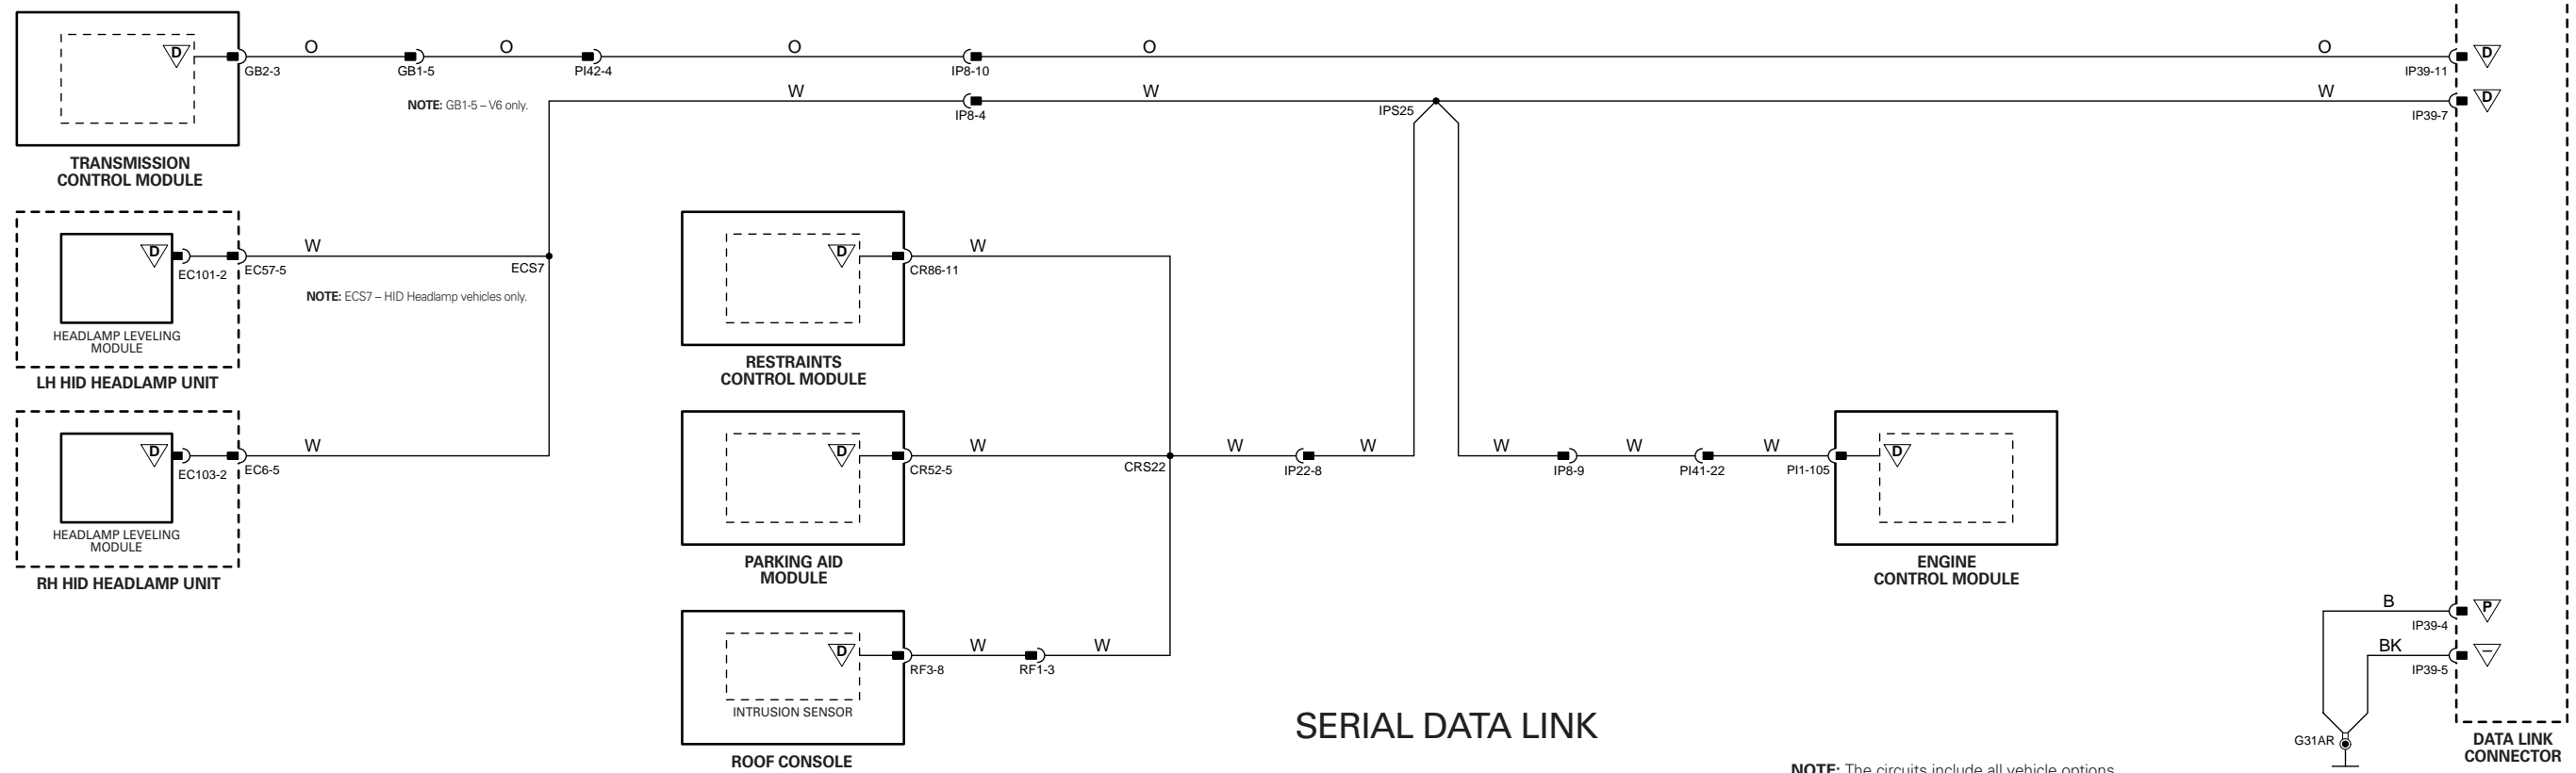 D O O O O O D
GB2-3 GB1-5 PI42-4 IP8-10 IP39-11
NOTE: GB1-5 – V6 only.
W W W D
IP8-4 IPS25 IP39-7
TRANSMISSION
CONTROL MODULE
D W D W
EC101-2 EC57-5 ECS7 CR86-11
NOTE: ECS7 – HID Headlamp vehicles only.
HEADLAMP LEVELING
MODULE
LH HID HEADLAMP UNIT
RESTRAINTS
CONTROL MODULE
D W D W W W W W W D
EC103-2 EC6-5 CR52-5 CRS22 IP22-8 IP8-9 PI41-22 PI1-105
HEADLAMP LEVELING
MODULE
RH HID HEADLAMP UNIT
PARKING AID
MODULE
ENGINE
CONTROL MODULE
B P
IP39-4
D W W
RF3-8 RF1-3
BK –
IP39-5
INTRUSION SENSOR
ROOF CONSOLE
SERIAL DATA LINK
G31AR
DATA LINK
CONNECTOR
NOTE: The circuits include all vehicle options.